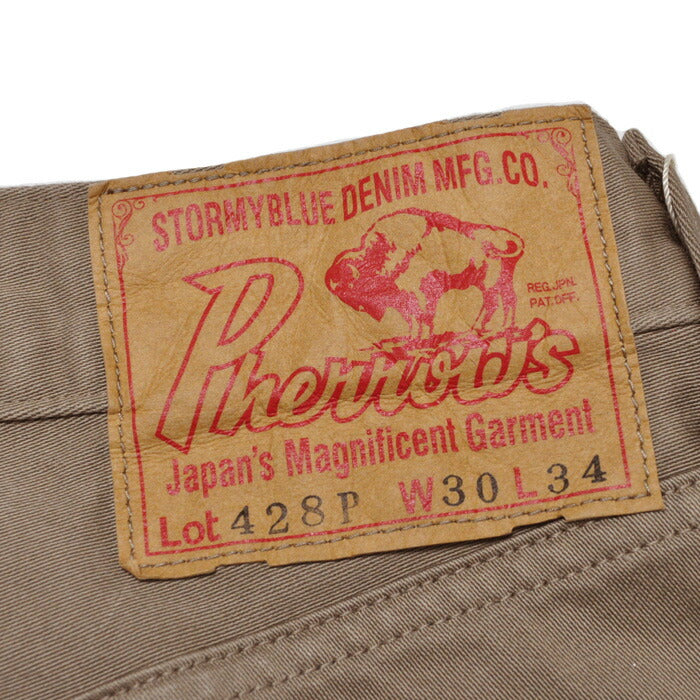 STORMYBLUE DENIM MFG.CO.
REG.JPN.
PAT.OFF.
Pherrow's
Japan's Magnificent Garment
Lot 428P W30 L34